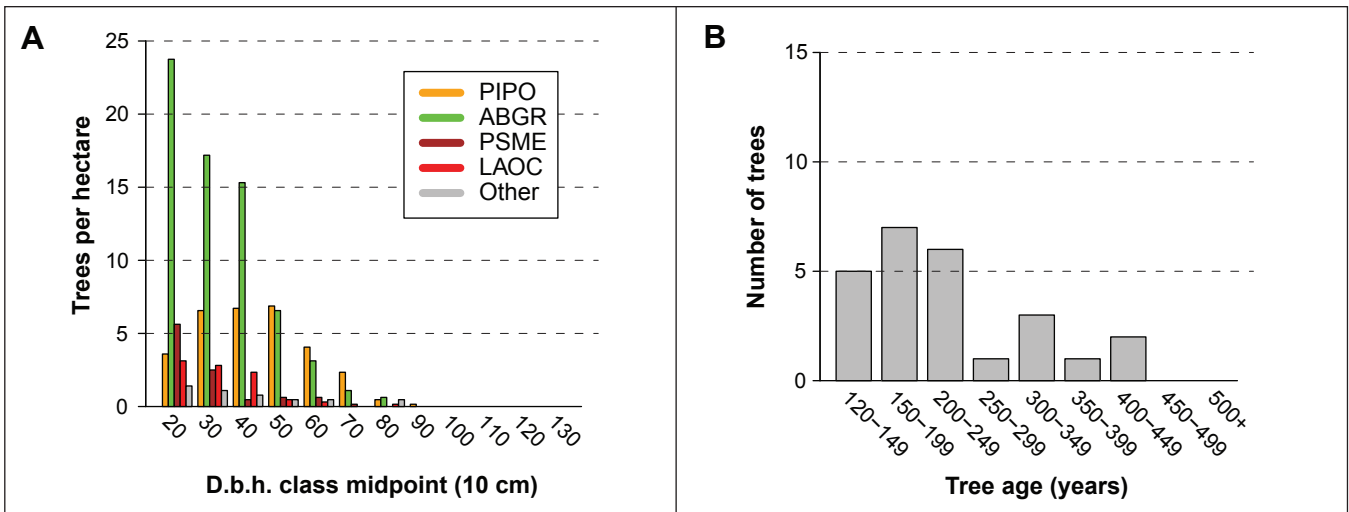 A
Trees per hectare
25
20
15
10
5
0
PIPO
ABGR
PSME
LAOC
Other
20 30 40 50 60 70 80 90 100 110 120 130
D.b.h. class midpoint (10 cm)
B
Number of trees
15
10
5
0
120–149 150–199 200–249 250–299 300–349 350–399 400–449 450–499 500+
Tree age (years)